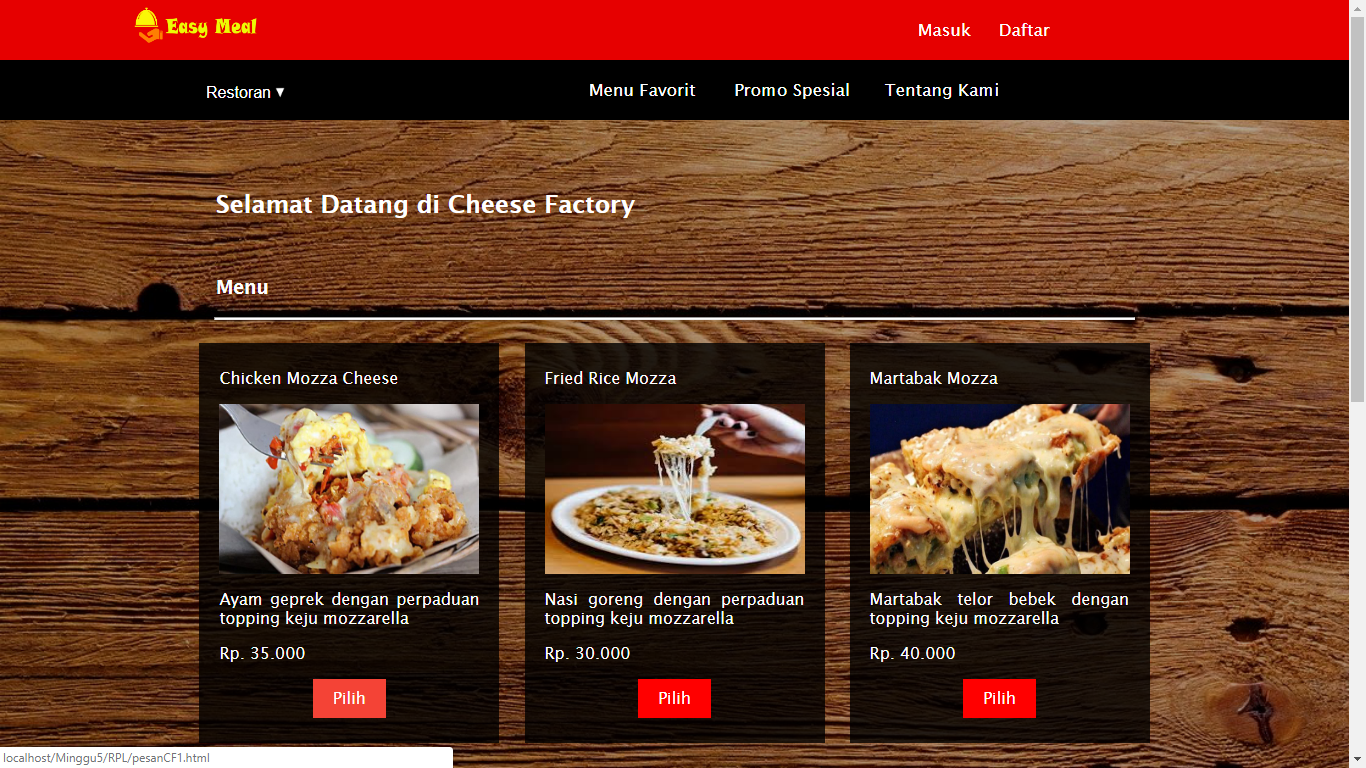 Easy Meal
Masuk Daftar
Restoran ▾ Menu Favorit Promo Spesial Tentang Kami
Selamat Datang di Cheese Factory
Menu
Chicken Mozza Cheese
Ayam geprek dengan perpaduan
topping keju mozzarella
Rp. 35.000
Pilih
Fried Rice Mozza
Nasi goreng dengan perpaduan
topping keju mozzarella
Rp. 30.000
Pilih
Martabak Mozza
Martabak telor bebek dengan
topping keju mozzarella
Rp. 40.000
Pilih
localhost/Minggu5/RPL/pesanCF1.html